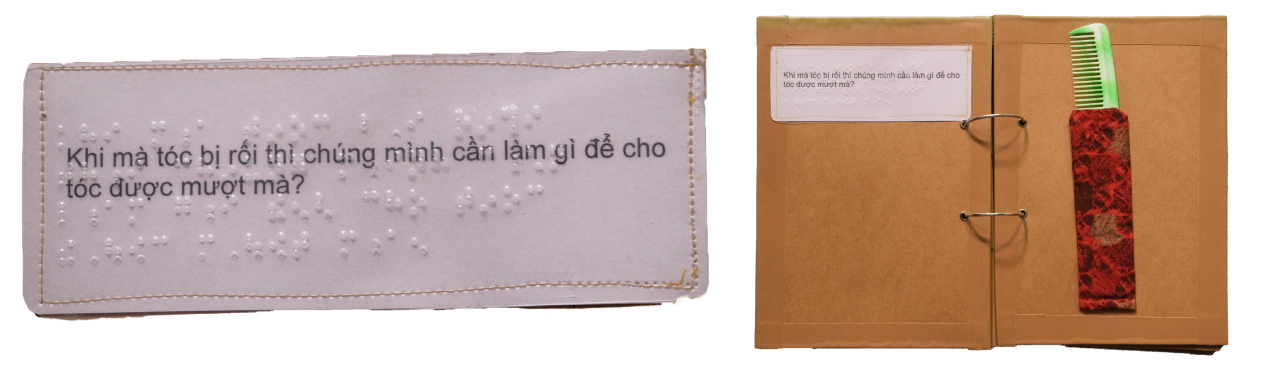 Khi mà tóc bị rối thì chúng mình cần làm gì để cho
tóc được mượt mà?
Khi mà tóc bị rối thì chúng mình cần làm gì để cho
tóc được mượt mà?